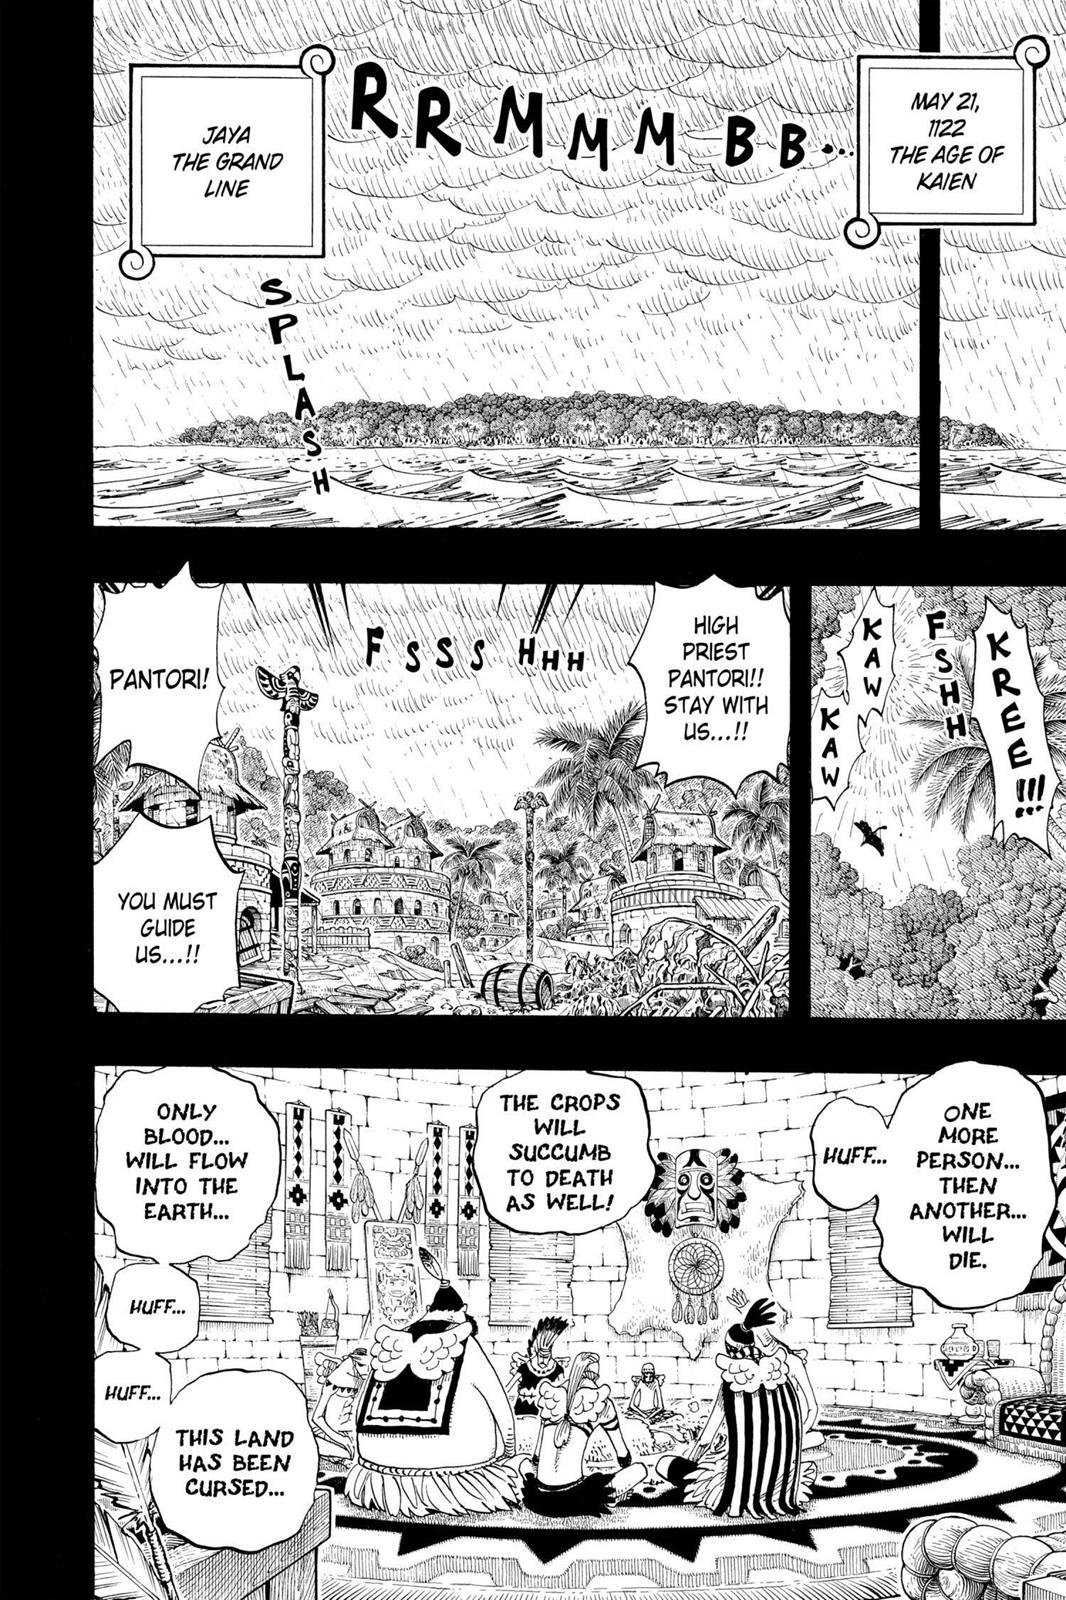 MAY 21,
1122
THE AGE OF
KAIEN
RRMMMBB...
JAYA
THE GRAND
LINE
SPLASH
KREE!!!
FSHH
KAW
KAW
HIGH
PRIEST
PANTORI!!
STAY WITH
US...!!
FSSSHHH
PANTORI!
YOU MUST
GUIDE
US...!!
ONE
MORE
PERSON...
THEN
ANOTHER...
WILL
DIE.
HUFF...
THE CROPS
WILL
SUCCUMB
TO DEATH
AS WELL!
ONLY
BLOOD...
WILL FLOW
INTO THE
EARTH...
HUFF...
HUFF...
THIS LAND
HAS BEEN
CURSED...